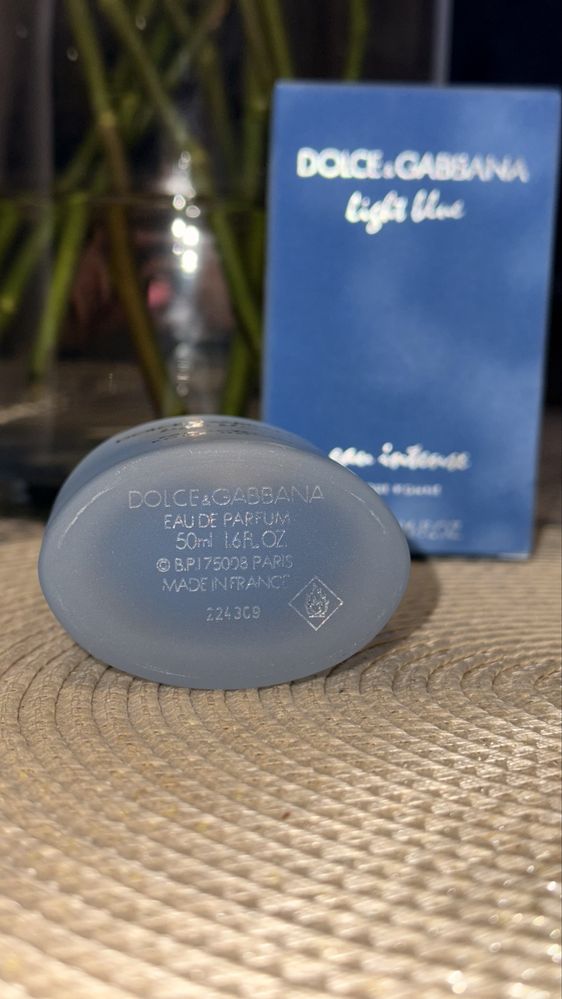 DOLCE&GABBANA
light blue
eau intense
DOLCE&GABBANA
EAU DE PARFUM
50ml 1.6FL.OZ
© B.P.I 75008 PARIS
MADE IN FRANCE
224309